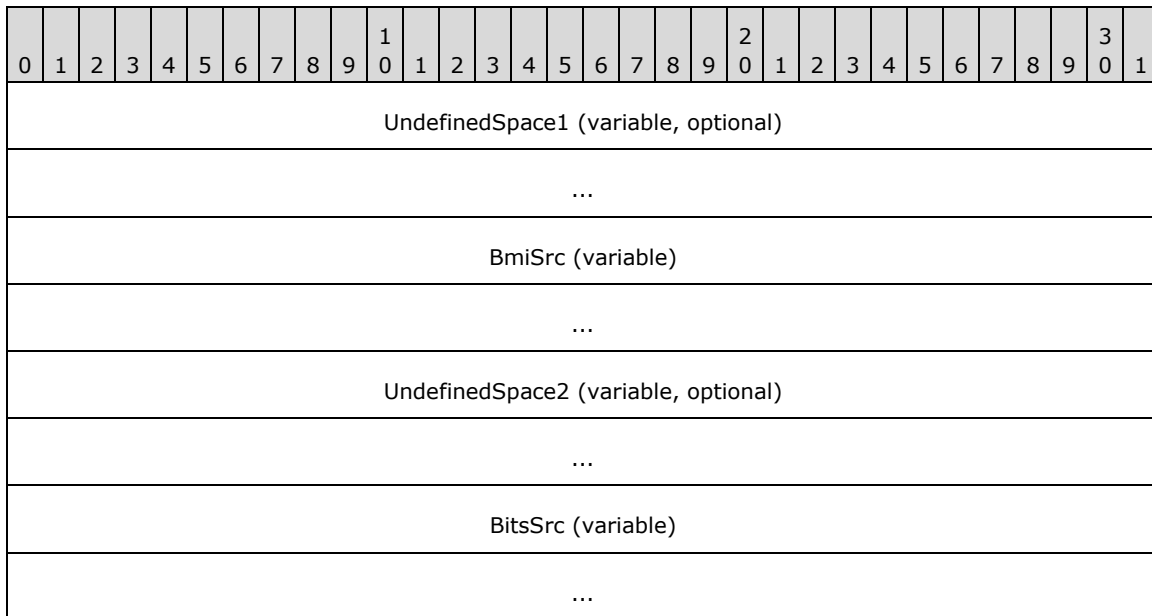 1 2 3
0 1 2 3 4 5 6 7 8 9 0 1 2 3 4 5 6 7 8 9 0 1 2 3 4 5 6 7 8 9 0 1
UndefinedSpace1 (variable, optional)
...
BmiSrc (variable)
...
UndefinedSpace2 (variable, optional)
...
BitsSrc (variable)
...